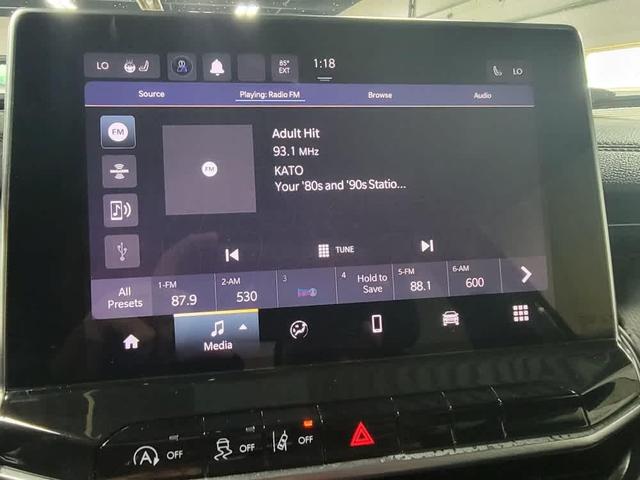 LO
85°
EXT
1:18
LO
Source
Playing: Radio FM
Browse
Audio
FM
FM
Adult Hit
93.1 MHz
KATO
Your '80s and '90s Statio...
TUNE
All
Presets
1-FM
87.9
2-AM
530
3
4
Hold to
Save
5-FM
88.1
6-AM
600
Media
A OFF
OFF
OFF